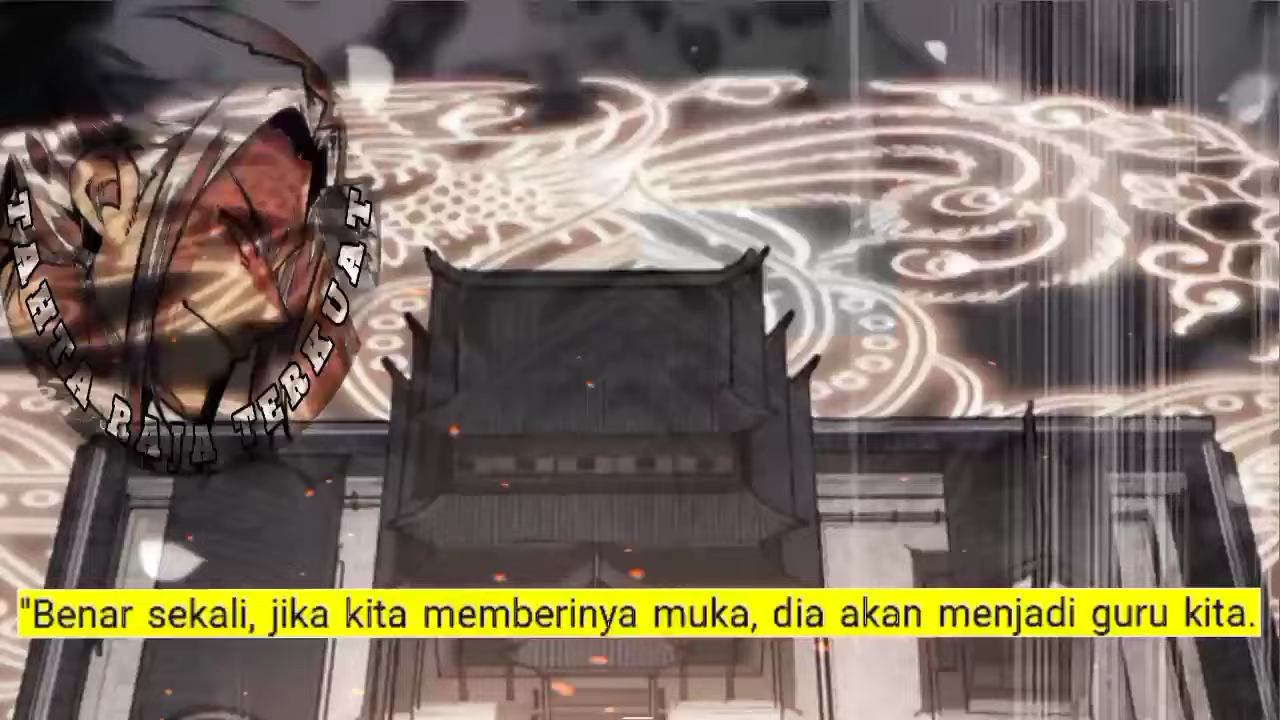 TAHTA RAJA TERKUAT
"Benar sekali, jika kita memberinya muka, dia akan menjadi guru kita.